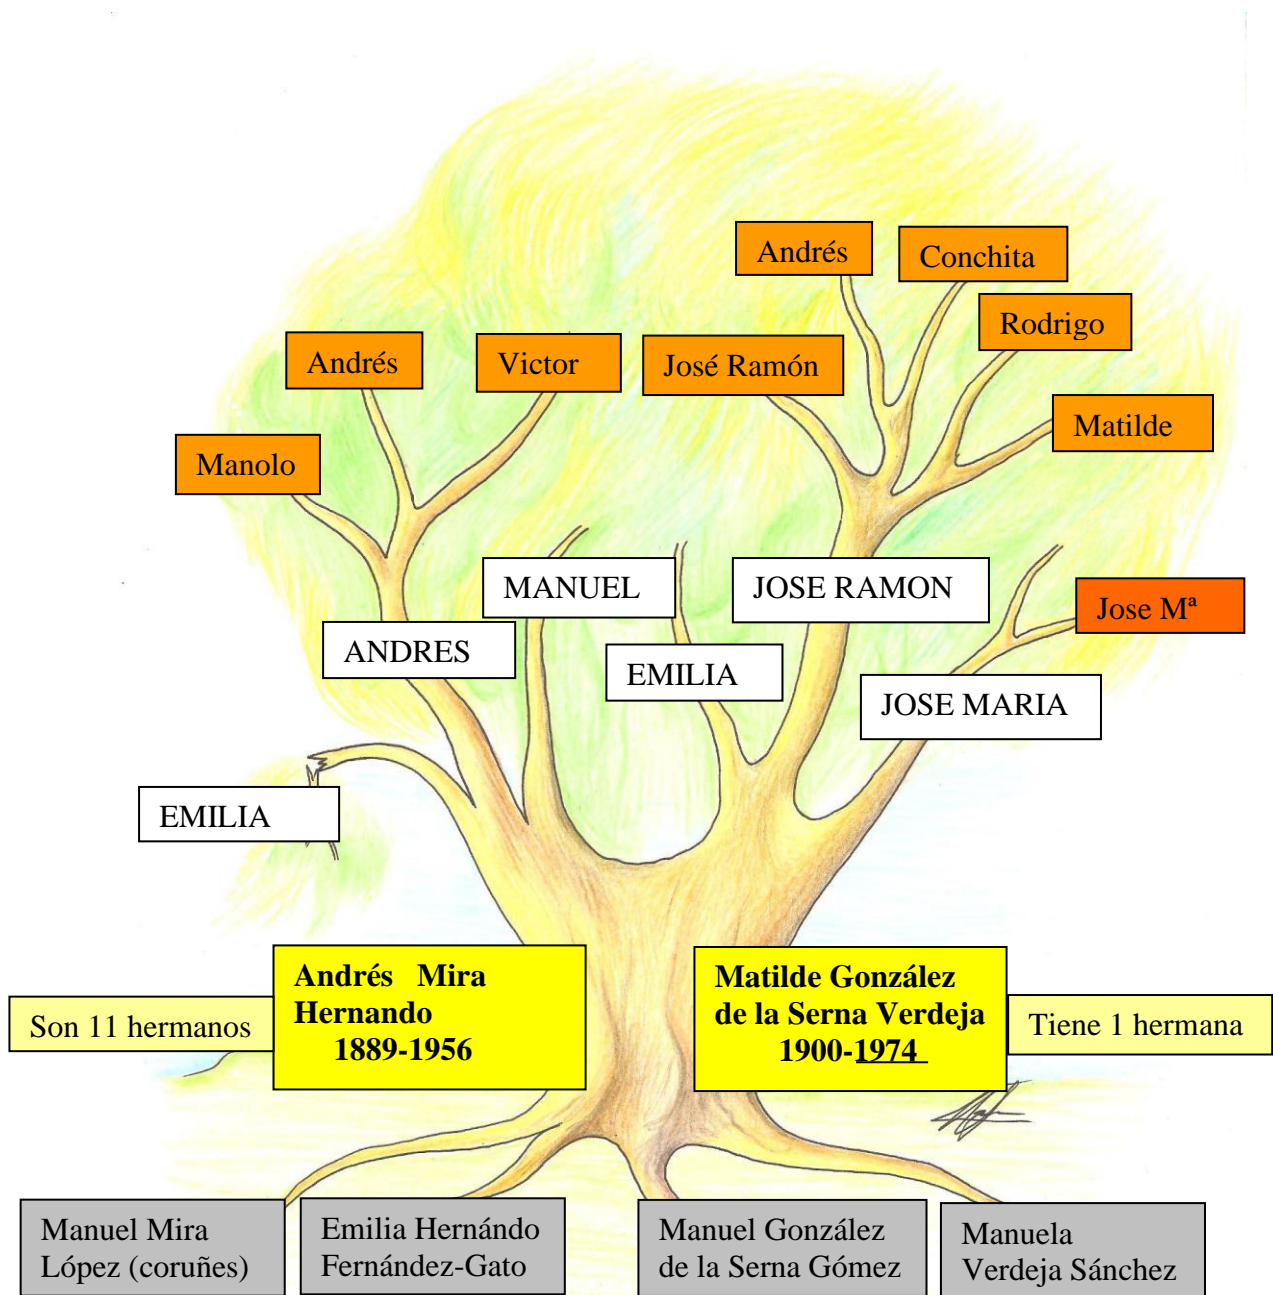 Andrés
Conchita
Rodrigo
Andrés
Victor
José Ramón
Matilde
Manolo
MANUEL
JOSE RAMON
Jose Mª
ANDRES
EMILIA
JOSE MARIA
EMILIA
Andrés Mira
Hernando
1889-1956
Matilde González
de la Serna Verdeja
1900-1974
Son 11 hermanos
Tiene 1 hermana
Manuel Mira
López (coruñes)
Emilia Hernándo
Fernández-Gato
Manuel González
de la Serna Gómez
Manuela
Verdeja Sánchez